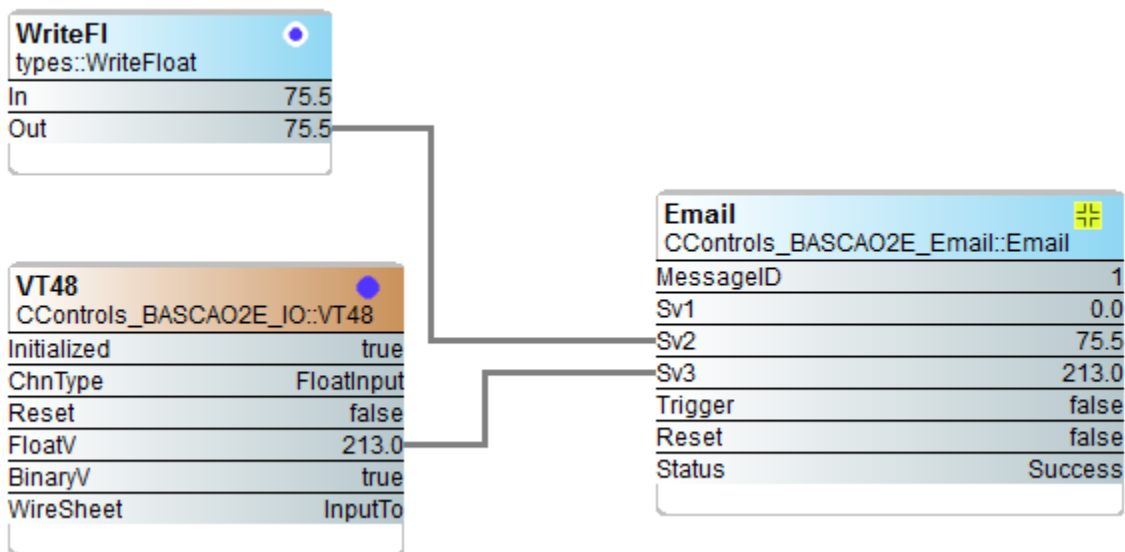 WriteFl
types::WriteFloat
In 75.5
Out 75.5
VT48
CControls_BASCAO2E_IO::VT48
Initialized true
ChnType FloatInput
Reset false
FloatV 213.0
BinaryV true
WireSheet InputTo
Email
CControls_BASCAO2E_Email::Email
MessageID 1
Sv1 0.0
Sv2 75.5
Sv3 213.0
Trigger false
Reset false
Status Success